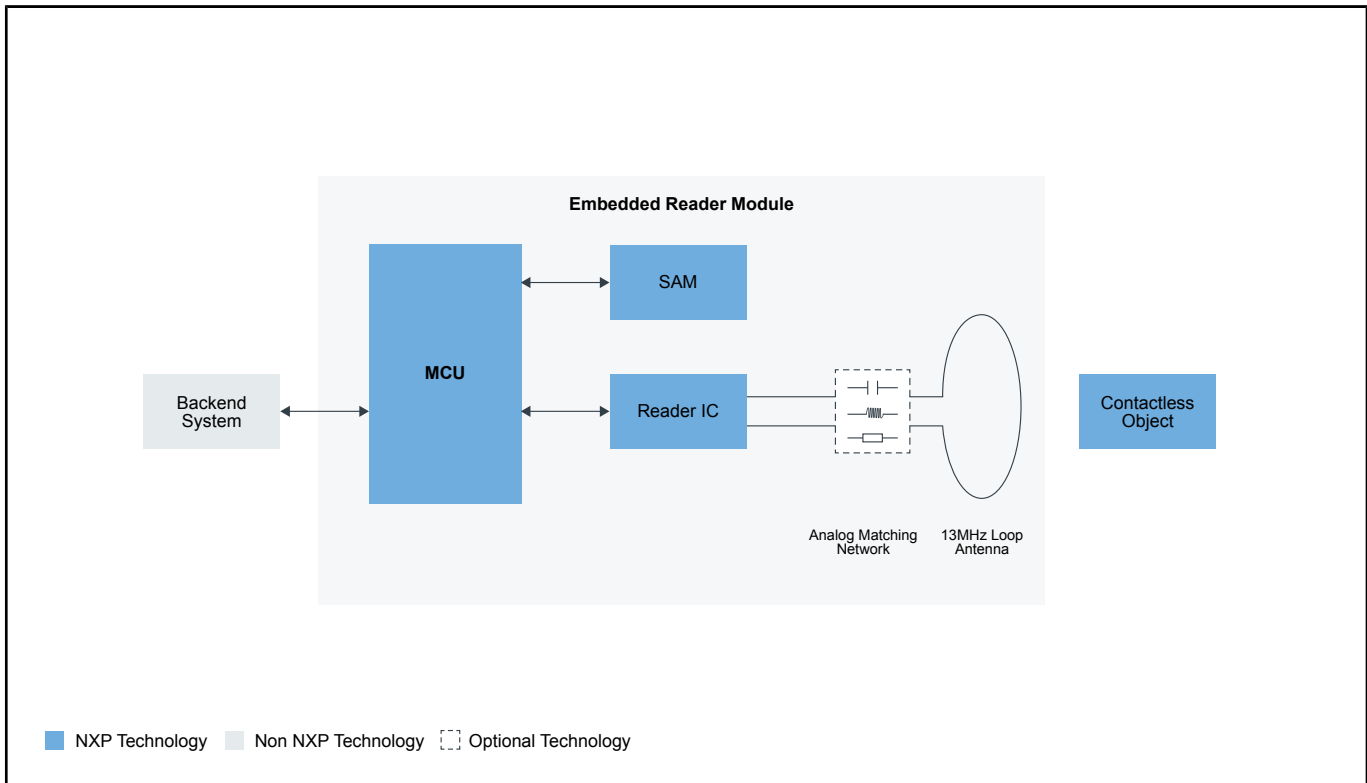 Embedded Reader Module
SAM
MCU
Backend
System
Reader IC
Contactless
Object
Analog Matching
Network
13MHz Loop
Antenna
NXP Technology
Non NXP Technology
Optional Technology